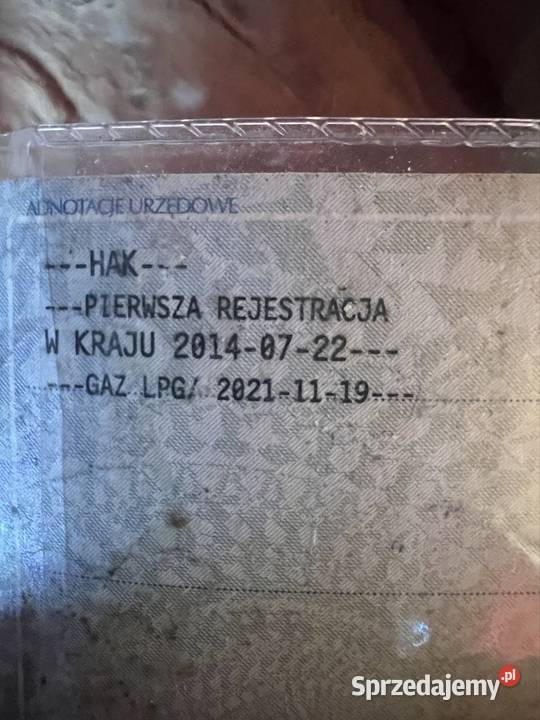 ADNOTACJE URZĘDOWE
---HAK---
---PIERWSZA REJESTRACJA
W KRAJU 2014-07-22---
---GAZ LPG/ 2021-11-19---
Sprzedajemy.pl